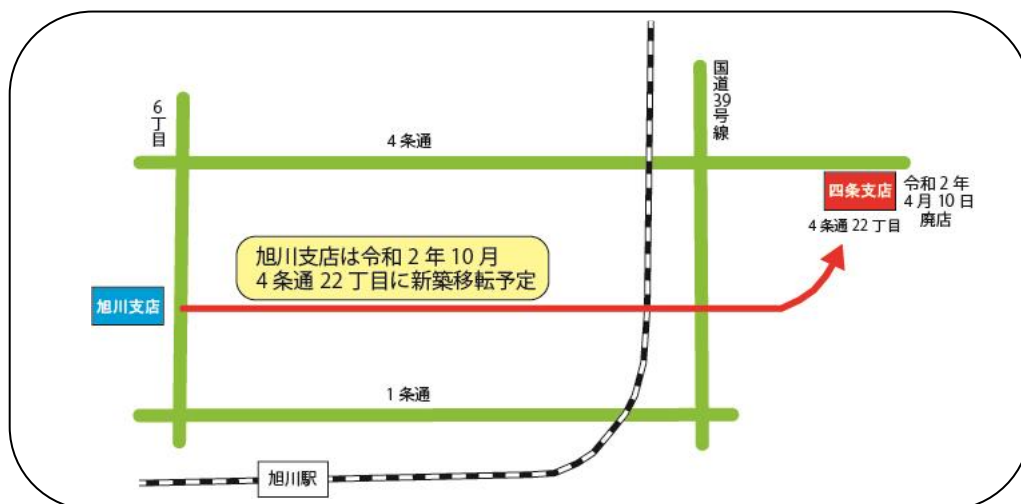 6丁目
国道39号線
4条通
四条支店
令和2年
4月10日
廃店
4条通22丁目
旭川支店は令和2年10月
4条通22丁目に新築移転予定
旭川支店
1条通
旭川駅